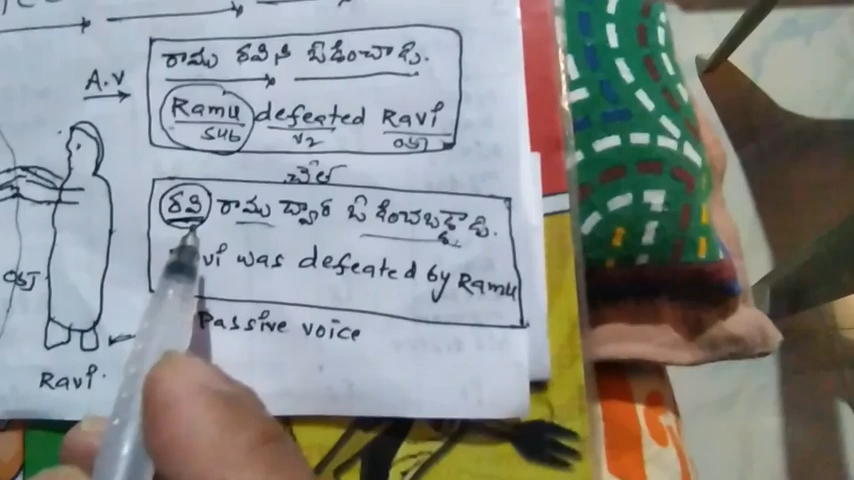 A.V
రాము రవిని ఓడించాడు.
Ramu defeated Ravi
Sub V2 OBJ
చేత
రవి రాము ద్వారా ఓడించబడ్డాడు.
vi was defeated by Ramu
OBJ
Passive voice
Ravi.